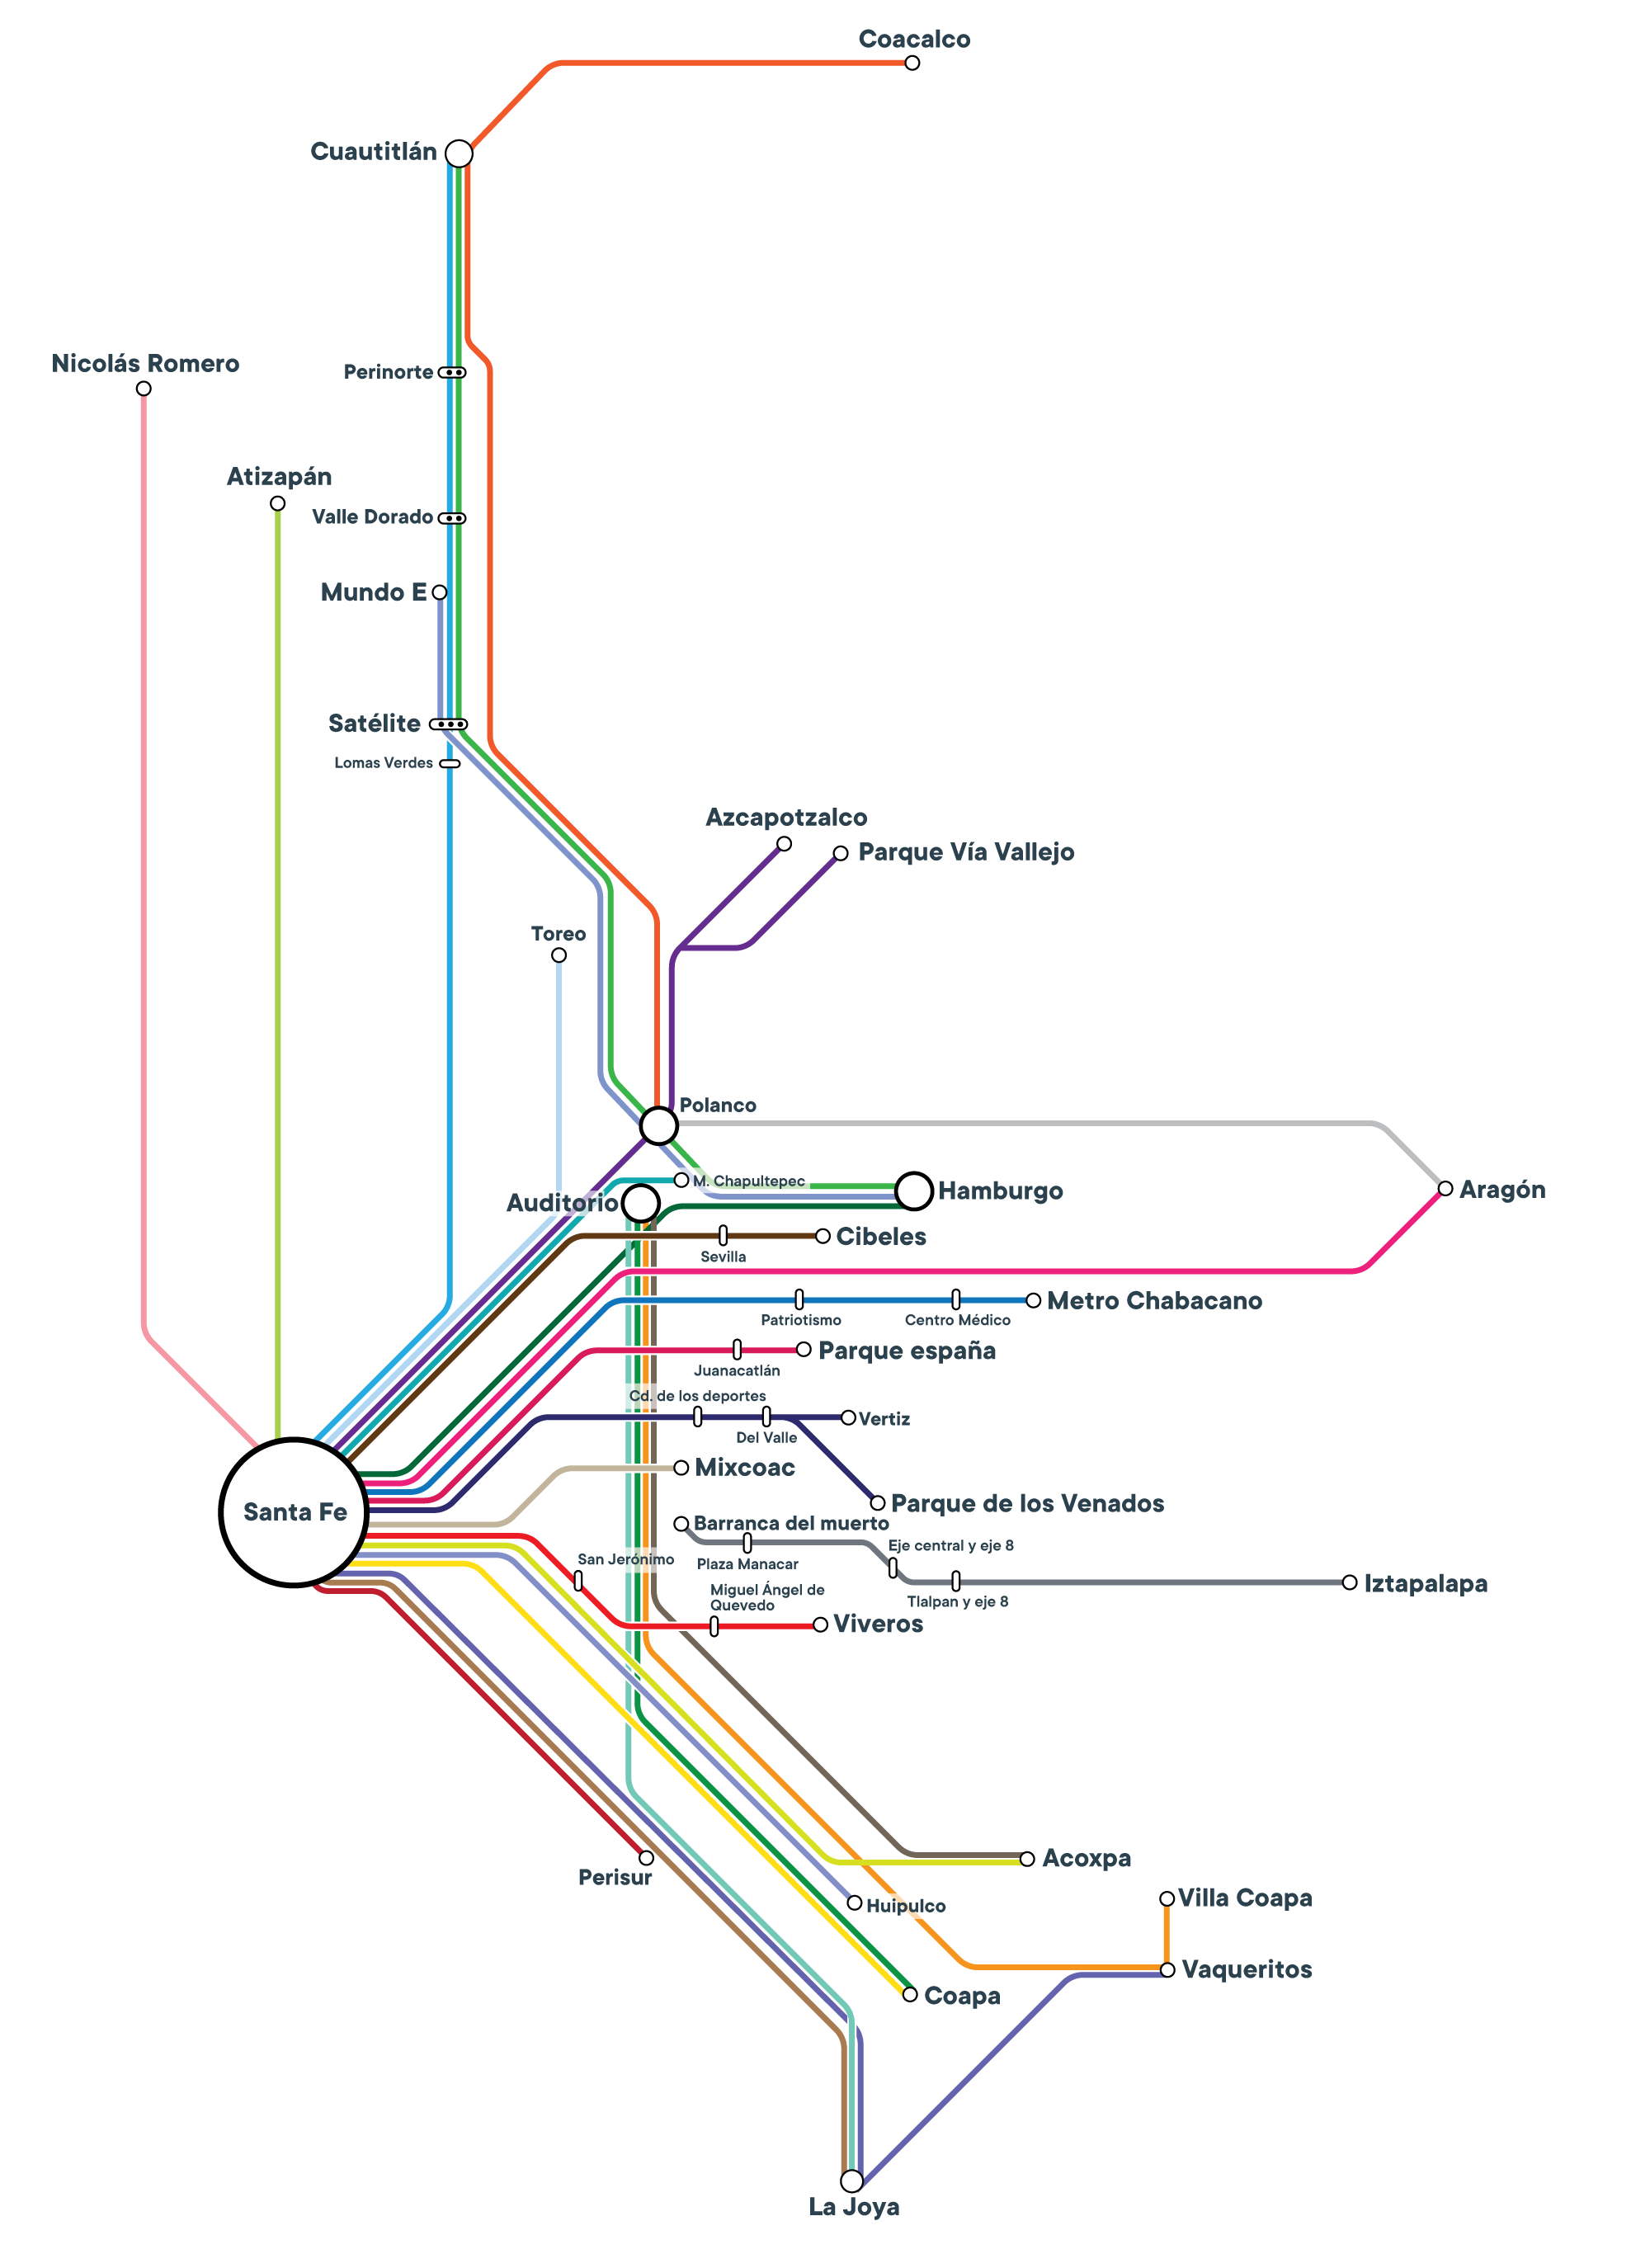 Coacalco
Cuautitlán
Nicolás Romero
Perinorte
Atizapán
Valle Dorado
Mundo E
Satélite
Lomas Verdes
Azcapotzalco
Parque Vía Vallejo
Toreo
Polanco
M. Chapultepec
Auditorio
Hamburgo
Aragón
Cibeles
Sevilla
Metro Chabacano
Patriotismo
Centro Médico
Parque españa
Juanacatlán
Cd. de los deportes
Vertiz
Del Valle
Mixcoac
Parque de los Venados
Santa Fe
Barranca del muerto
Eje central y eje 8
San Jerónimo
Plaza Manacar
Iztapalapa
Miguel Ángel de
Quevedo
Tlalpan y eje 8
Viveros
Acoxpa
Perisur
Villa Coapa
Huipulco
Vaqueritos
Coapa
La Joya